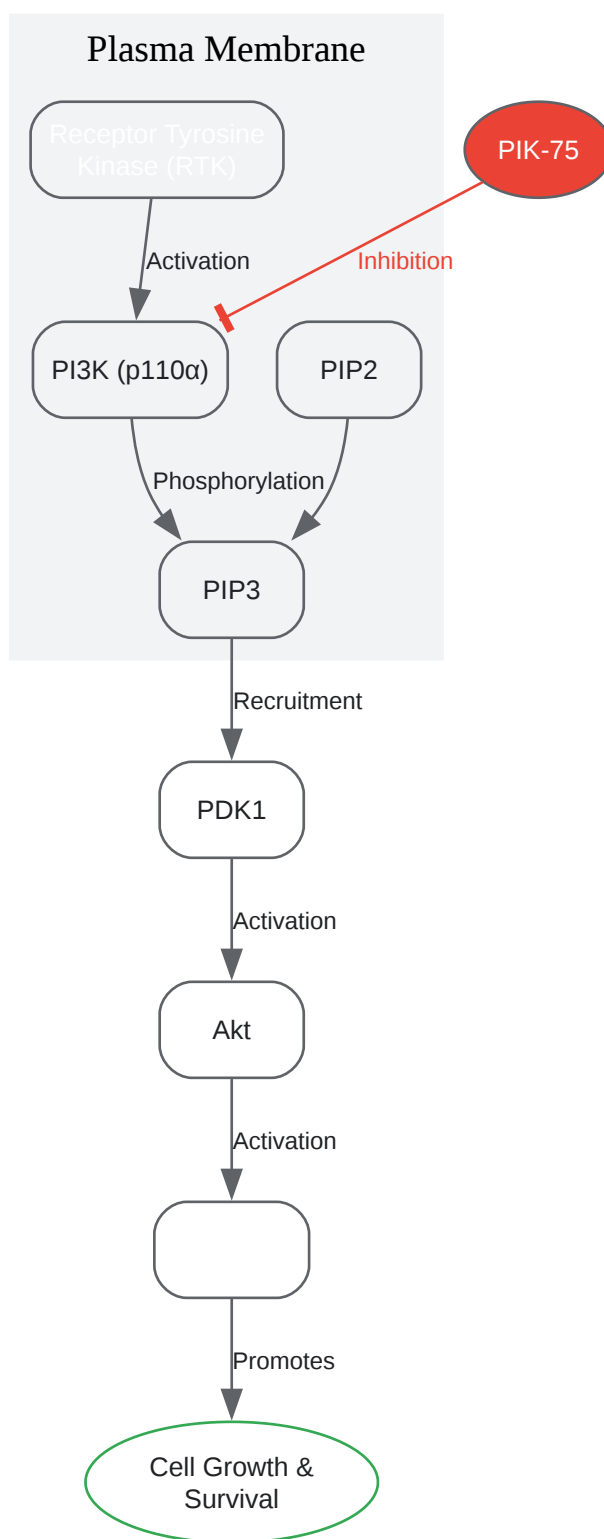 Plasma Membrane
Receptor Tyrosine
Kinase (RTK)
PIK-75
Activation
Inhibition
PI3K (p110α)
PIP2
Phosphorylation
PIP3
Recruitment
PDK1
Activation
Akt
Activation
Promotes
Cell Growth &
Survival